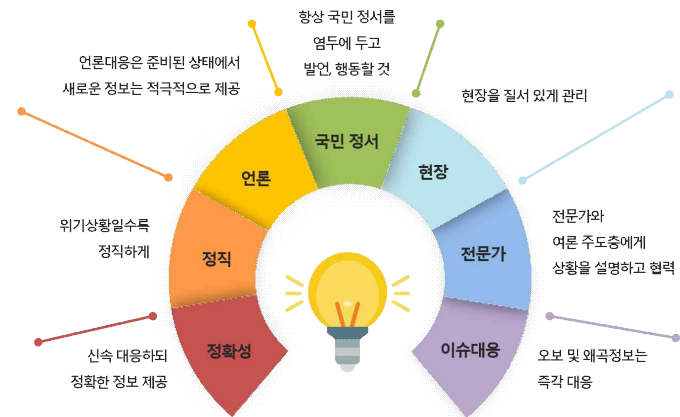 항상 국민 정서를
염두에 두고
발언, 행동할 것
언론대응은 준비된 상태에서
새로운 정보는 적극적으로 제공
현장을 질서 있게 관리
국민 정서
언론
현장
위기상황일수록
정직하게
정직
전문가
전문가와
여론 주도층에게
상황을 설명하고 협력
정확성
이슈대응
신속 대응하되
정확한 정보 제공
오보 및 왜곡정보는
즉각 대응